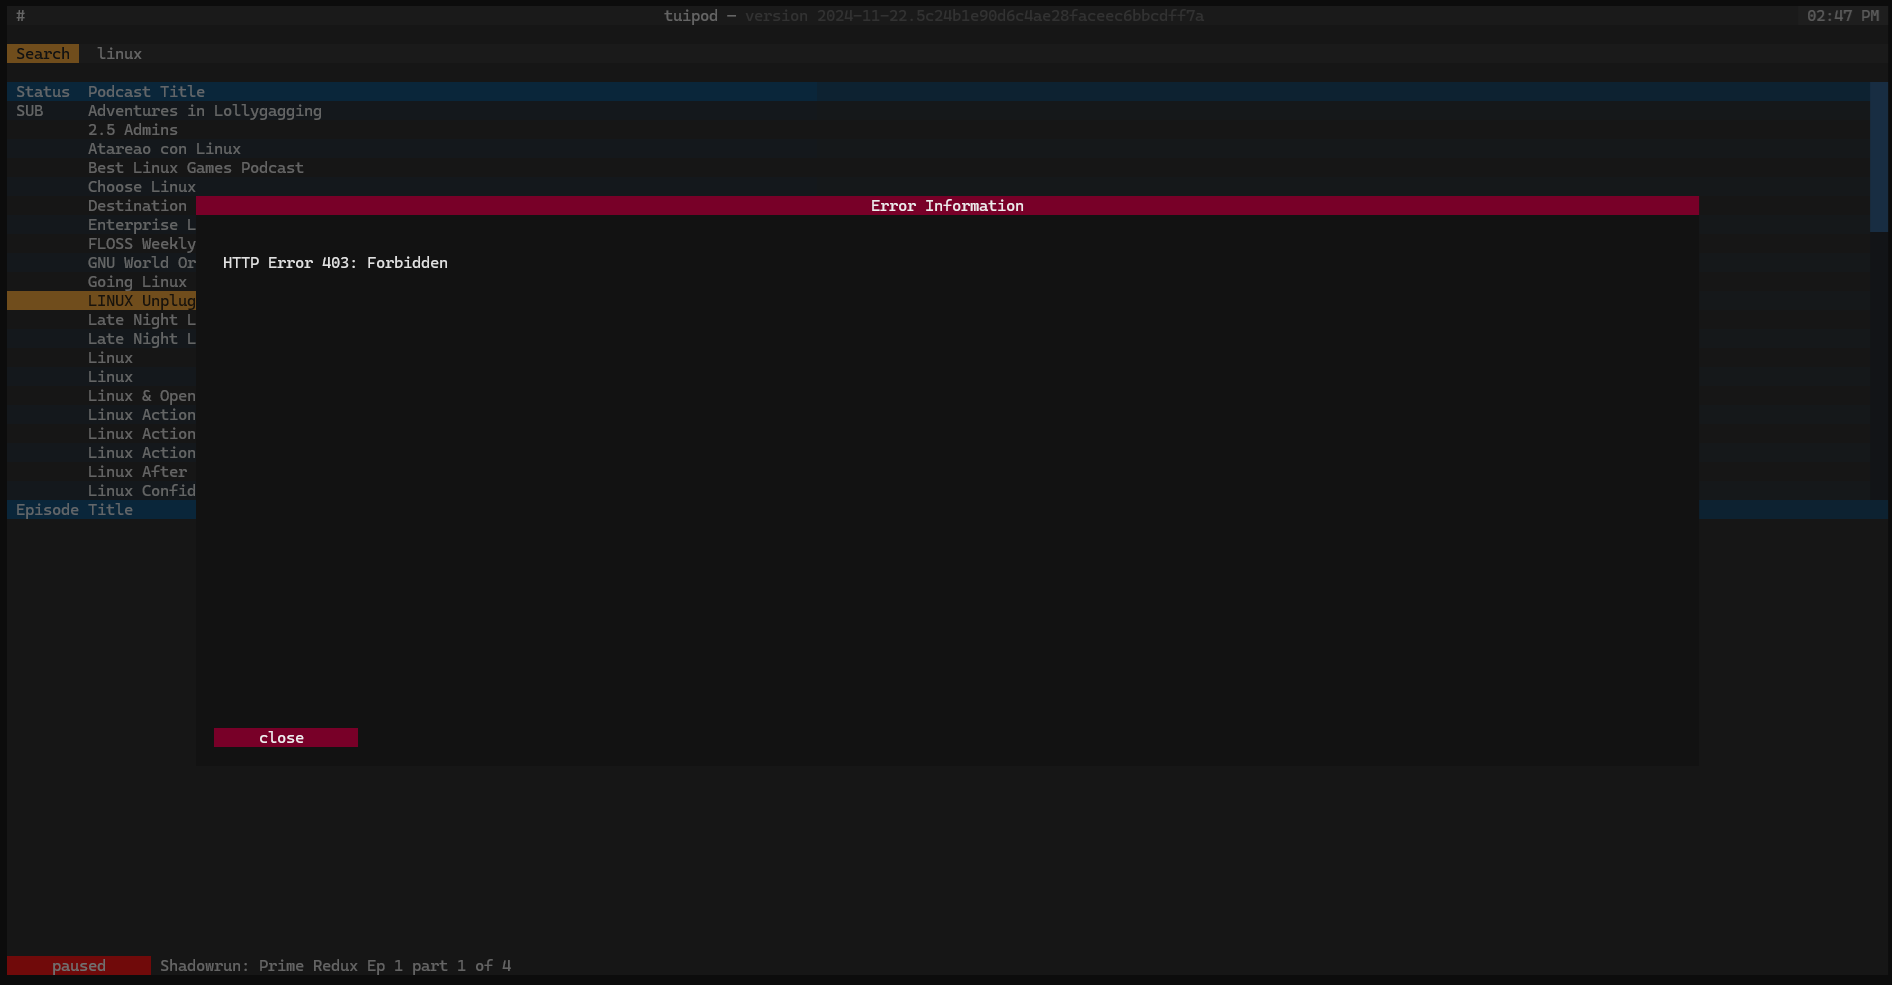 # tuipod — version 2024-11-22.5c24b1e90d6c4ae28faceec6bbcdff7a 02:47 PM
Search linux
Status Podcast Title
SUB Adventures in Lollygagging
2.5 Admins
Atareao con Linux
Best Linux Games Podcast
Choose Linux
Destination
Error Information
Enterprise L
FLOSS Weekly
GNU World Or
HTTP Error 403: Forbidden
Going Linux
LINUX Unplug
Late Night L
Late Night L
Linux
Linux
Linux & Open
Linux Action
Linux Action
Linux Action
Linux After
Linux Confid
Episode Title
close
paused Shadowrun: Prime Redux Ep 1 part 1 of 4